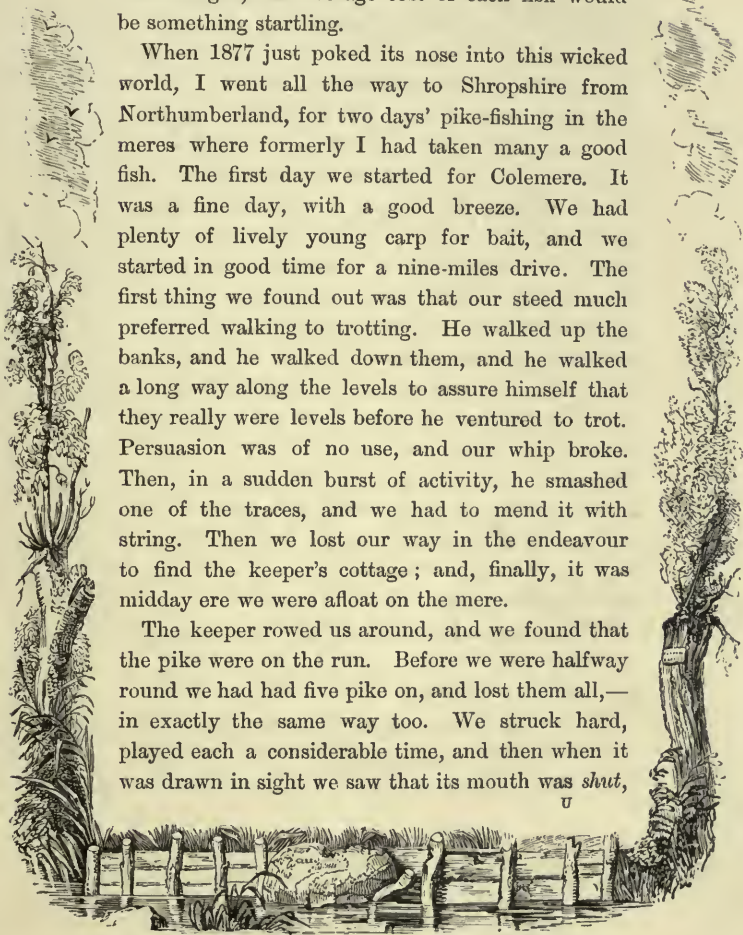 be something startling.
When 1877 just poked its nose into this wicked
world, I went all the way to Shropshire from
Northumberland, for two days' pike-fishing in the
meres where formerly I had taken many a good
fish. The first day we started for Colemere. It
was a fine day, with a good breeze. We had
plenty of lively young carp for bait, and we
started in good time for a nine-miles drive. The
first thing we found out was that our steed much
preferred walking to trotting. He walked up the
banks, and he walked down them, and he walked
a long way along the levels to assure himself that
they really were levels before he ventured to trot.
Persuasion was of no use, and our whip broke.
Then, in a sudden burst of activity, he smashed
one of the traces, and we had to mend it with
string. Then we lost our way in the endeavour
to find the keeper's cottage; and, finally, it was
midday ere we were afloat on the mere.
The keeper rowed us around, and we found that
the pike were on the run. Before we were halfway
round we had had five pike on, and lost them all,—
in exactly the same way too. We struck hard,
played each a considerable time, and then when it
was drawn in sight we saw that its mouth was shut,
U